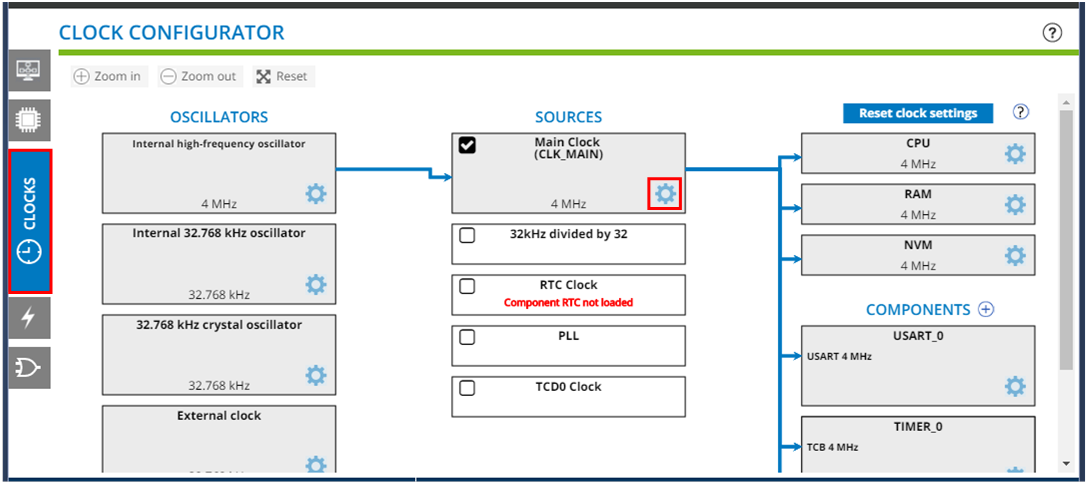 CLOCK CONFIGURATOR
Zoom in
Zoom out
Reset
CLOCKS
OSCILLATORS
Internal high-frequency oscillator
4 MHz
Internal 32.768 kHz oscillator
32.768 kHz
32.768 kHz crystal oscillator
32.768 kHz
External clock
SOURCES
Main Clock
(CLK_MAIN)
4 MHz
32kHz divided by 32
RTC Clock
Component RTC not loaded
PLL
TCD0 Clock
Reset clock settings
CPU
4 MHz
RAM
4 MHz
NVM
4 MHz
COMPONENTS
USART_0
USART 4 MHz
TIMER_0
TCB 4 MHz